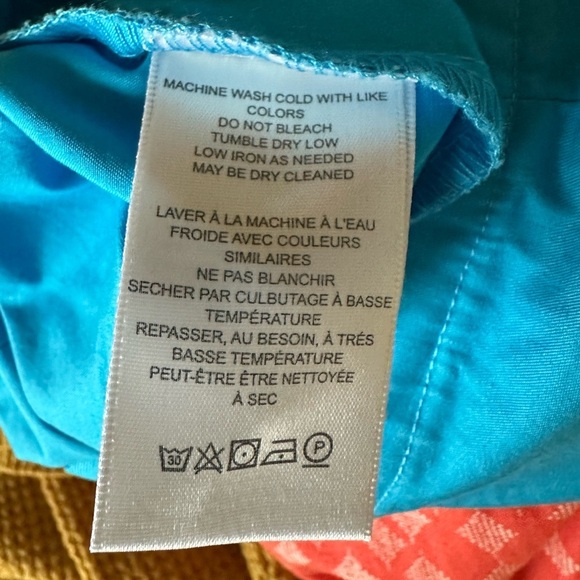 MACHINE WASH COLD WITH LIKE
COLORS
DO NOT BLEACH
TUMBLE DRY LOW
LOW IRON AS NEEDED
MAY BE DRY CLEANED
LAVER À LA MACHINE À L'EAU
FROIDE AVEC COULEURS
SIMILAIRES
NE PAS BLANCHIR
SECHER PAR CULBUTAGE À BASSE
TEMPÉRATURE
REPASSER, AU BESOIN, À TRÉS
BASSE TEMPÉRATURE
PEUT-ÊTRE ÊTRE NETTOYÉE
À SEC
30 P